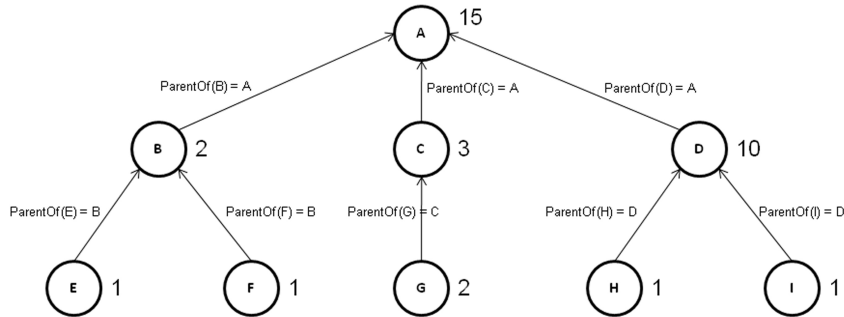 A 15
ParentOf(B) = A
ParentOf(C) = A
ParentOf(D) = A
B 2
C 3
D 10
ParentOf(E) = B
ParentOf(F) = B
ParentOf(G) = C
ParentOf(H) = D
ParentOf(I) = D
E 1
F 1
G 2
H 1
I 1